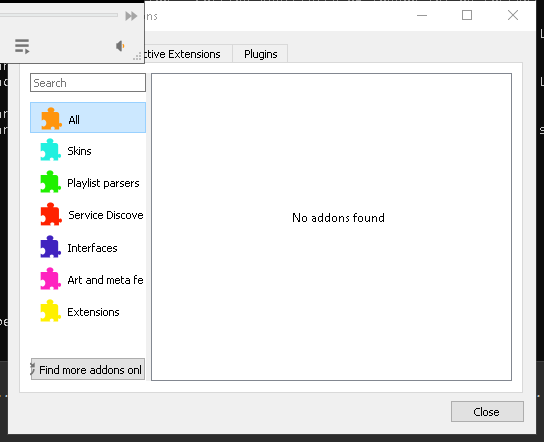 ons
ctive Extensions
Plugins
Search
All
Skins
Playlist parsers
Service Discove
Interfaces
Art and meta fe
Extensions
No addons found
Find more addons onl
Close